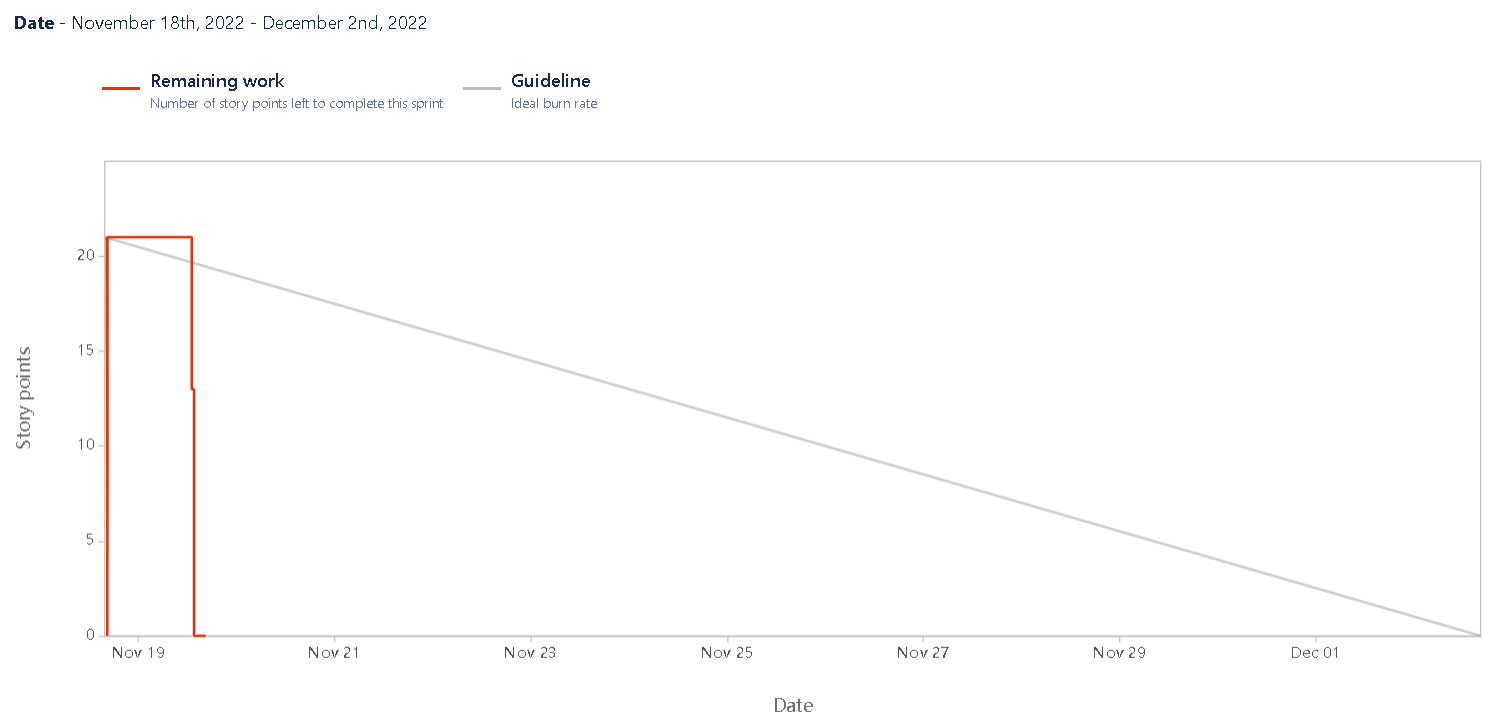 Date - November 18th, 2022 - December 2nd, 2022
Remaining work
Number of story points left to complete this sprint
Guideline
Ideal burn rate
Story points
20
15
10
5
0
Nov 19 Nov 21 Nov 23 Nov 25 Nov 27 Nov 29 Dec 01
Date